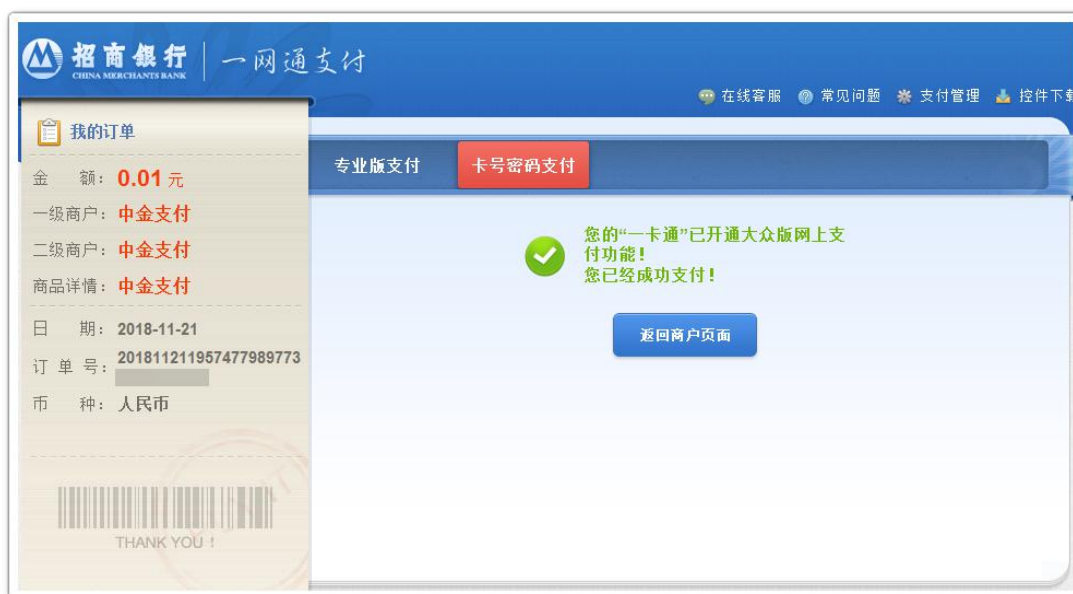 招商银行
CHINA MERCHANTS BANK
一网通支付
在线客服 常见问题 支付管理 控件下载
我的订单
专业版支付 卡号密码支付
金 额：0.01 元
一级商户：中金支付
二级商户：中金支付
商品详情：中金支付
日 期：2018-11-21
订 单 号：201811211957477989773
币 种：人民币
THANK YOU !
您的“一卡通”已开通大众版网上支
付功能！
您已经成功支付！
返回商户页面